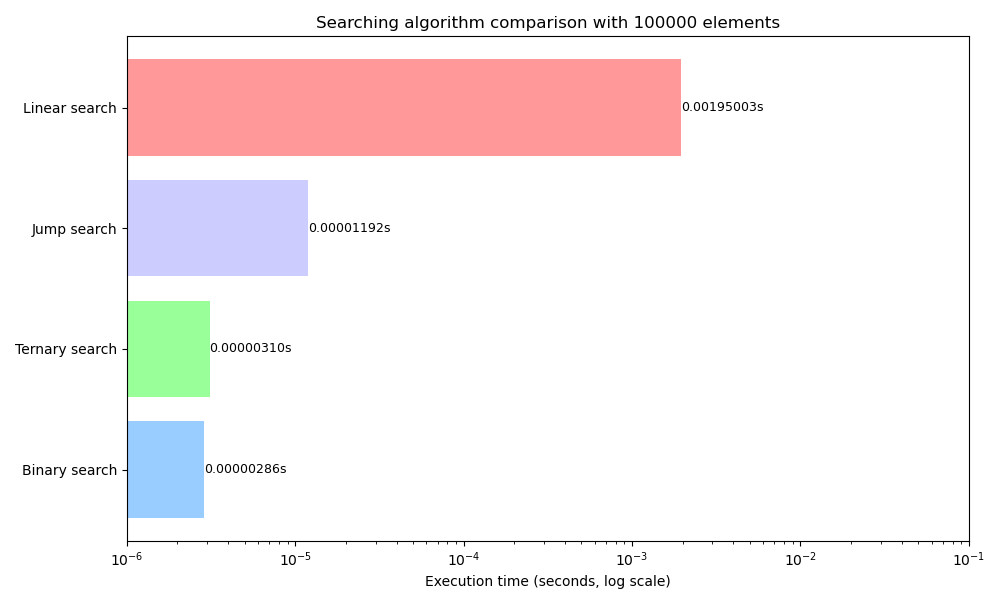 Searching algorithm comparison with 100000 elements
Linear search
0.00195003s
Jump search
0.00001192s
Ternary search
0.00000310s
Binary search
0.00000286s
10⁻⁶ 10⁻⁵ 10⁻⁴ 10⁻³ 10⁻² 10⁻¹
Execution time (seconds, log scale)